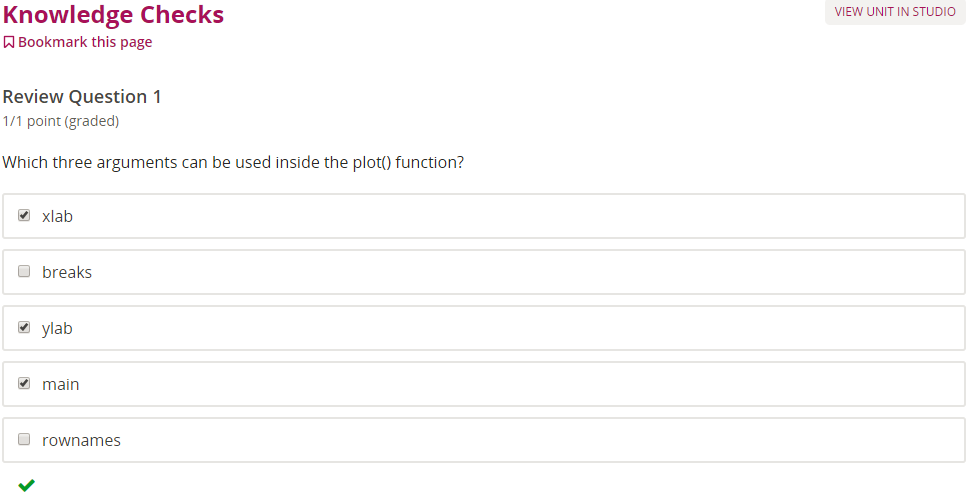 Knowledge Checks
VIEW UNIT IN STUDIO
Bookmark this page
Review Question 1
1/1 point (graded)
Which three arguments can be used inside the plot() function?
xlab
breaks
ylab
main
rownames